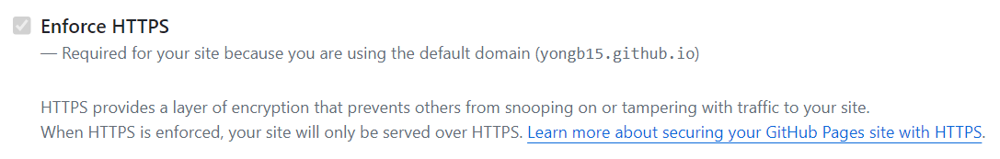 Enforce HTTPS
— Required for your site because you are using the default domain (yongb15.github.io)
HTTPS provides a layer of encryption that prevents others from snooping on or tampering with traffic to your site.
When HTTPS is enforced, your site will only be served over HTTPS. Learn more about securing your GitHub Pages site with HTTPS.